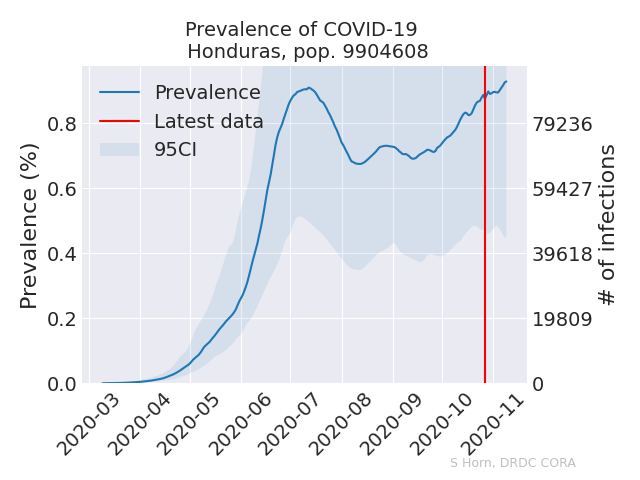 Prevalence of COVID-19
Honduras, pop. 9904608
Prevalence
Latest data
95CI
Prevalence (%)
0.8
0.6
0.4
0.2
0.0
79236
59427
39618
19809
0
# of infections
2020-03
2020-04
2020-05
2020-06
2020-07
2020-08
2020-09
2020-10
2020-11
S Horn, DRDC CORA